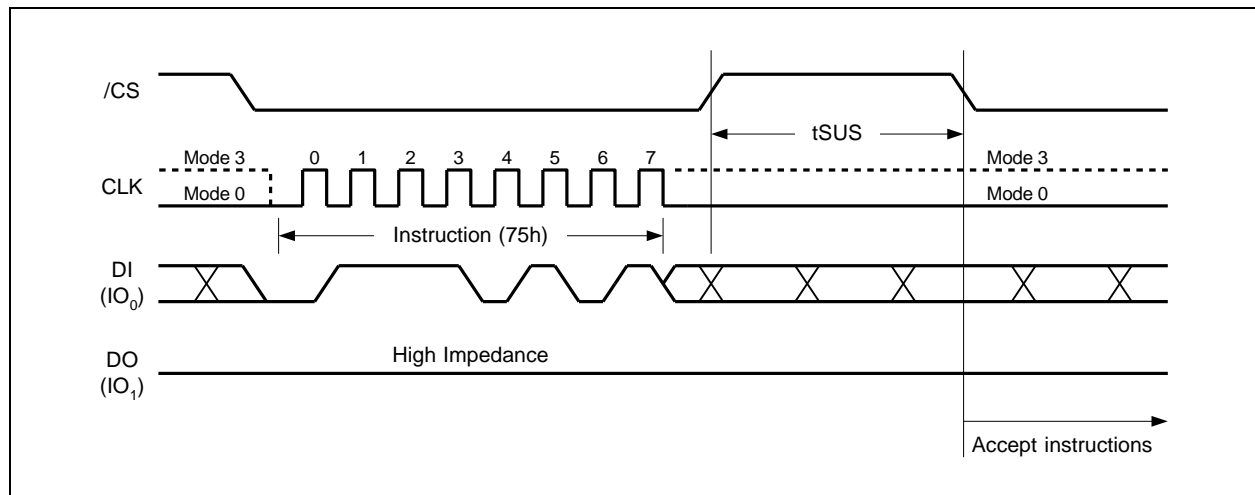 /CS
tSUS
Mode 3
0 1 2 3 4 5 6 7
Mode 3
CLK
Mode 0
Mode 0
Instruction (75h)
DI
(IO₀)
High Impedance
DO
(IO₁)
Accept instructions